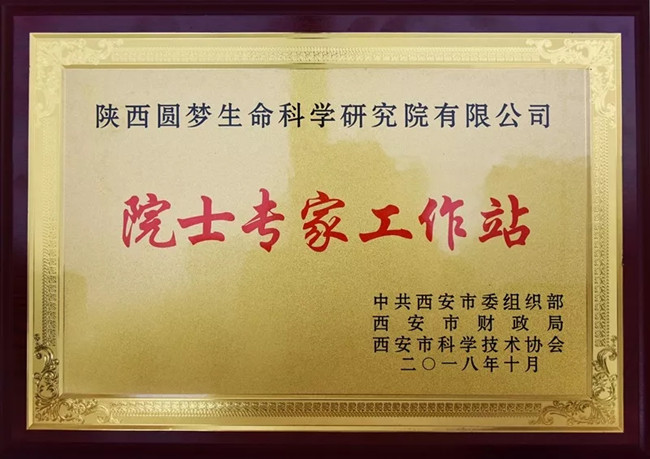 陕西圆梦生命科学研究院有限公司
院士专家工作站
中共西安市委组织部
西安市财政局
西安市科学技术协会
二〇一八年十月